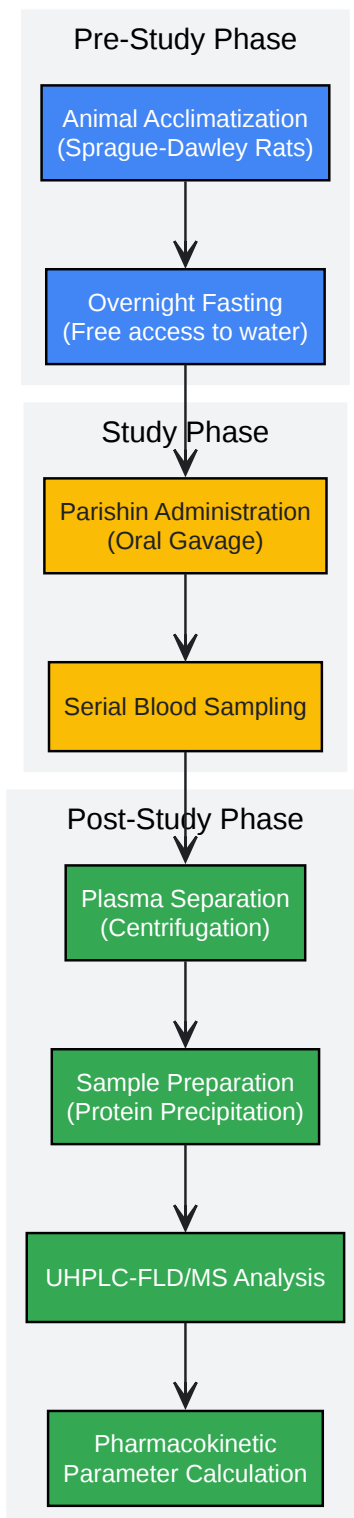 Pre-Study Phase
Animal Acclimatization
(Sprague-Dawley Rats)
Overnight Fasting
(Free access to water)
Study Phase
Parishin Administration
(Oral Gavage)
Serial Blood Sampling
Post-Study Phase
Plasma Separation
(Centrifugation)
Sample Preparation
(Protein Precipitation)
UHPLC-FLD/MS Analysis
Pharmacokinetic
Parameter Calculation